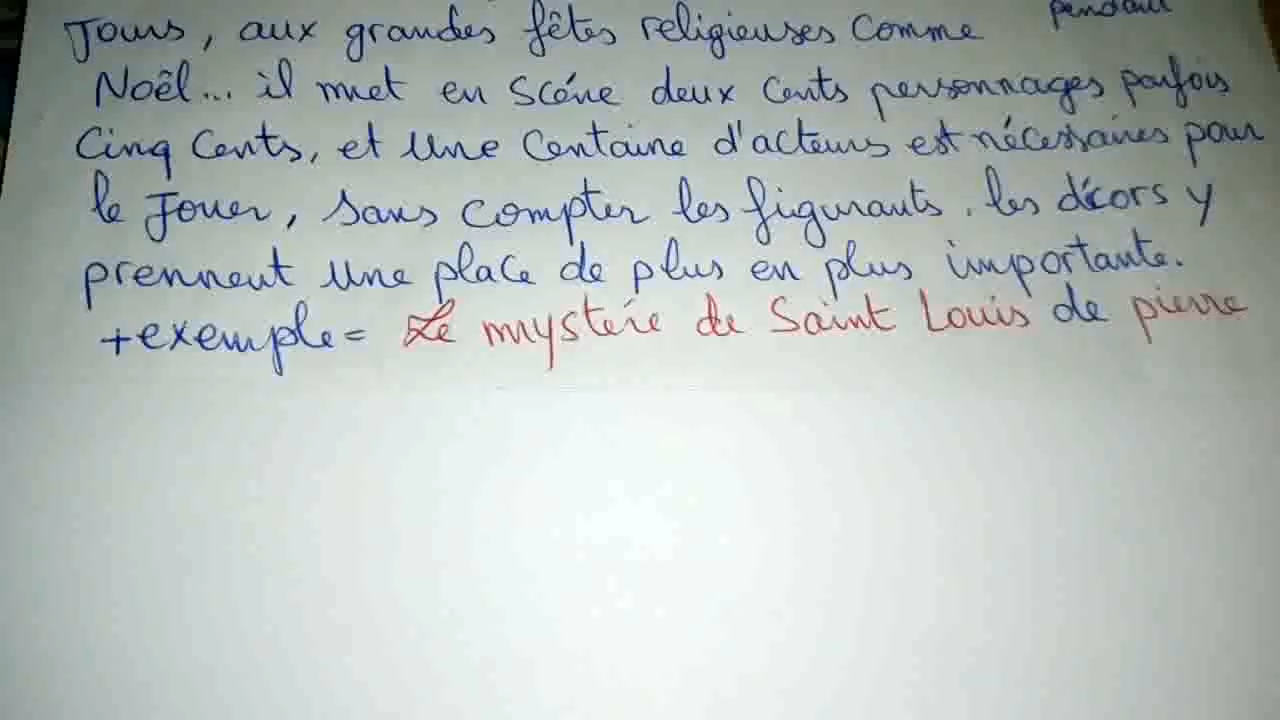 pendant
Jours, aux grandes fêtes religieuses comme
Noël... il met en scéne deux cents personnages parfois
Cinq Cents, et une centaine d'acteurs est nécessaires pour
le Jouer, sans compter les figurants. les décors y
prennent une place de plus en plus importante.
+exemple= Le mystére de Saint Louis de pierre